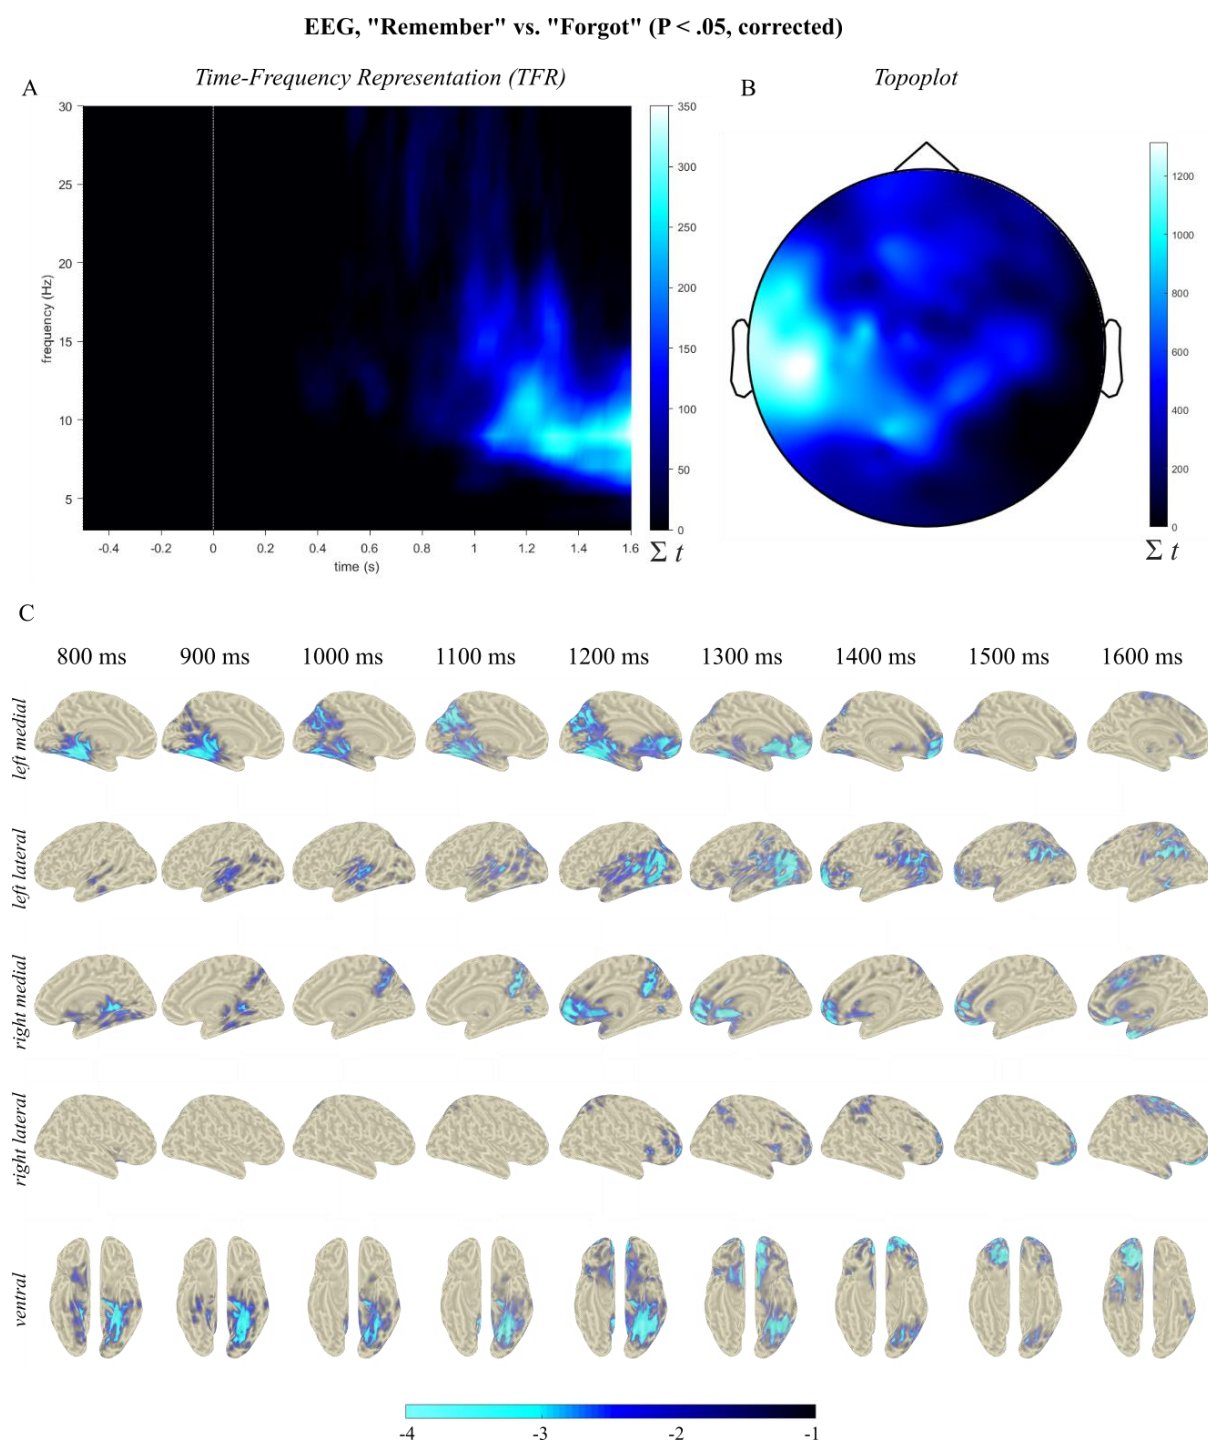 EEG, "Remember" vs. "Forgot" (P < .05, corrected)
A
Time-Frequency Representation (TFR)
B
Topoplot
30
25
20
15
10
5
frequency (Hz)
-0.4 -0.2 0 0.2 0.4 0.6 0.8 1 1.2 1.4 1.6
time (s)
350
300
250
200
150
100
50
0
Σ t
1200
1000
800
600
400
200
0
Σ t
C
800 ms 900 ms 1000 ms 1100 ms 1200 ms 1300 ms 1400 ms 1500 ms 1600 ms
left medial
left lateral
right medial
right lateral
ventral
-4 -3 -2 -1